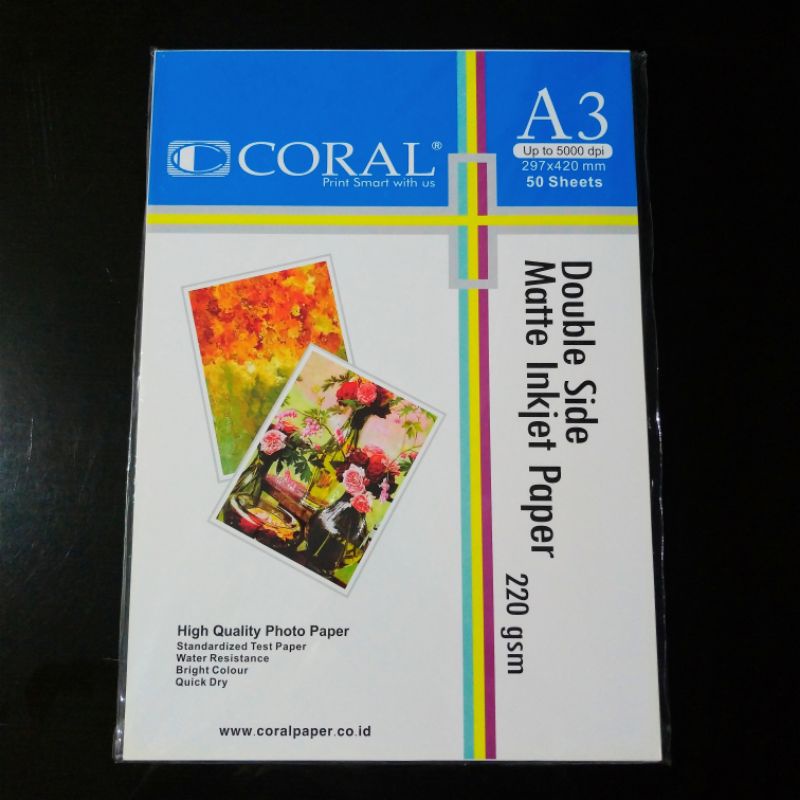 CORAL®
Print Smart with us
A3
Up to 5000 dpi
297x420 mm
50 Sheets
Double Side
Matte Inkjet Paper
220 gsm
High Quality Photo Paper
Standardized Test Paper
Water Resistance
Bright Colour
Quick Dry
www.coralpaper.co.id